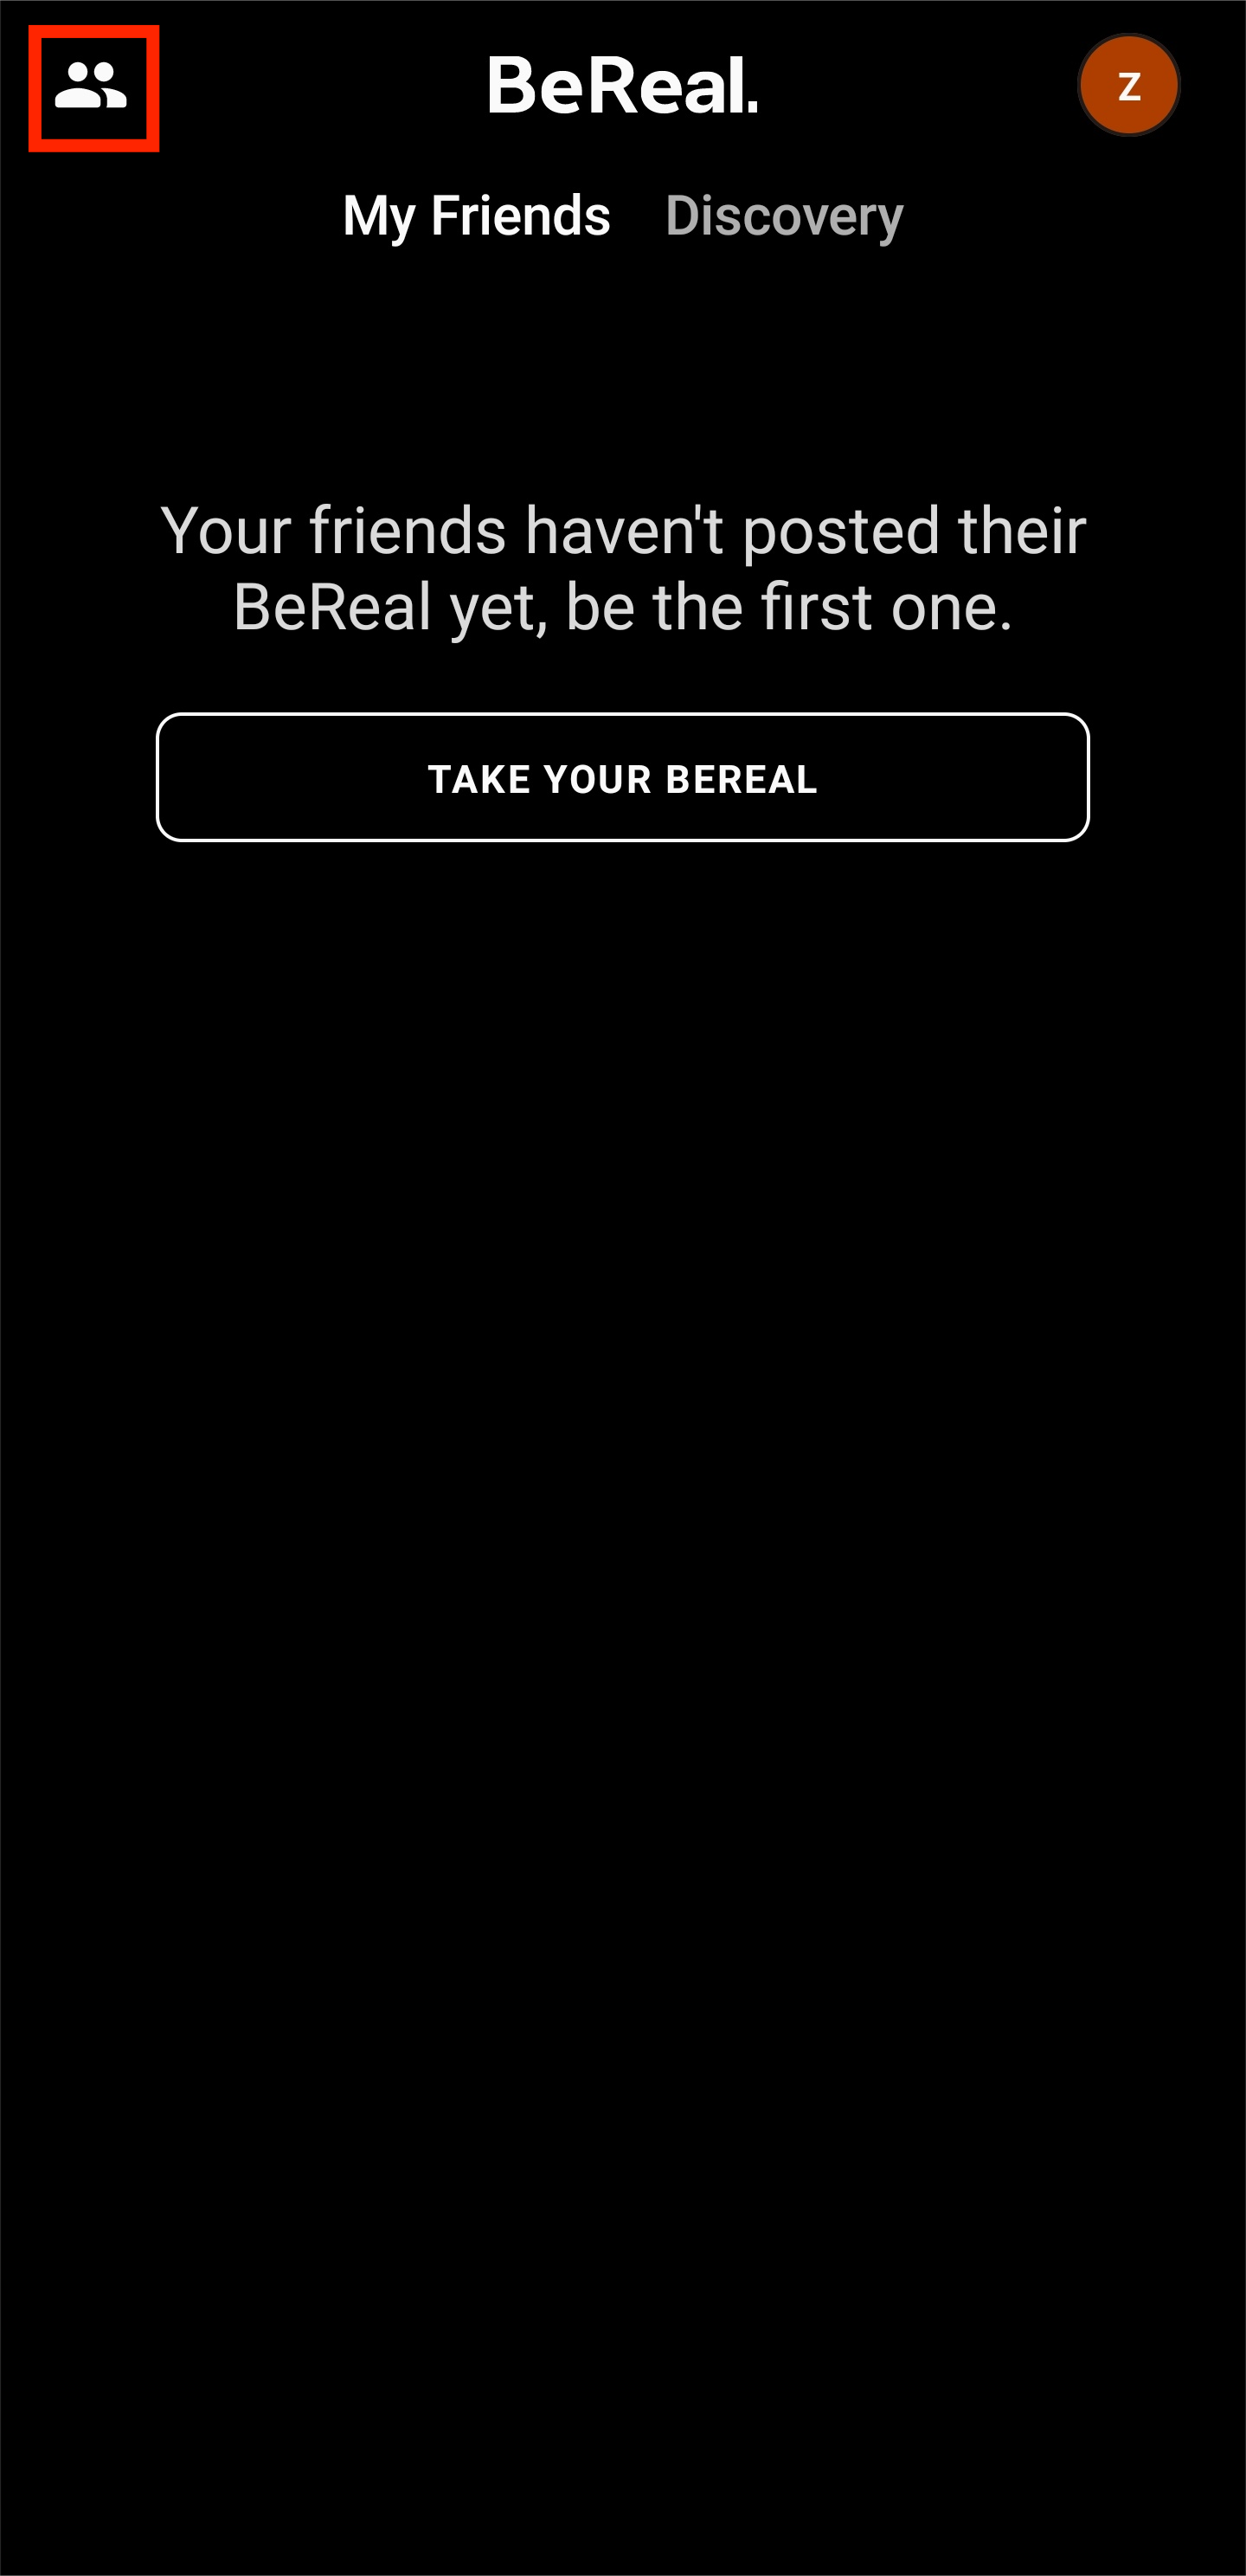 BeReal.
Z
My Friends Discovery
Your friends haven't posted their
BeReal yet, be the first one.
TAKE YOUR BEREAL